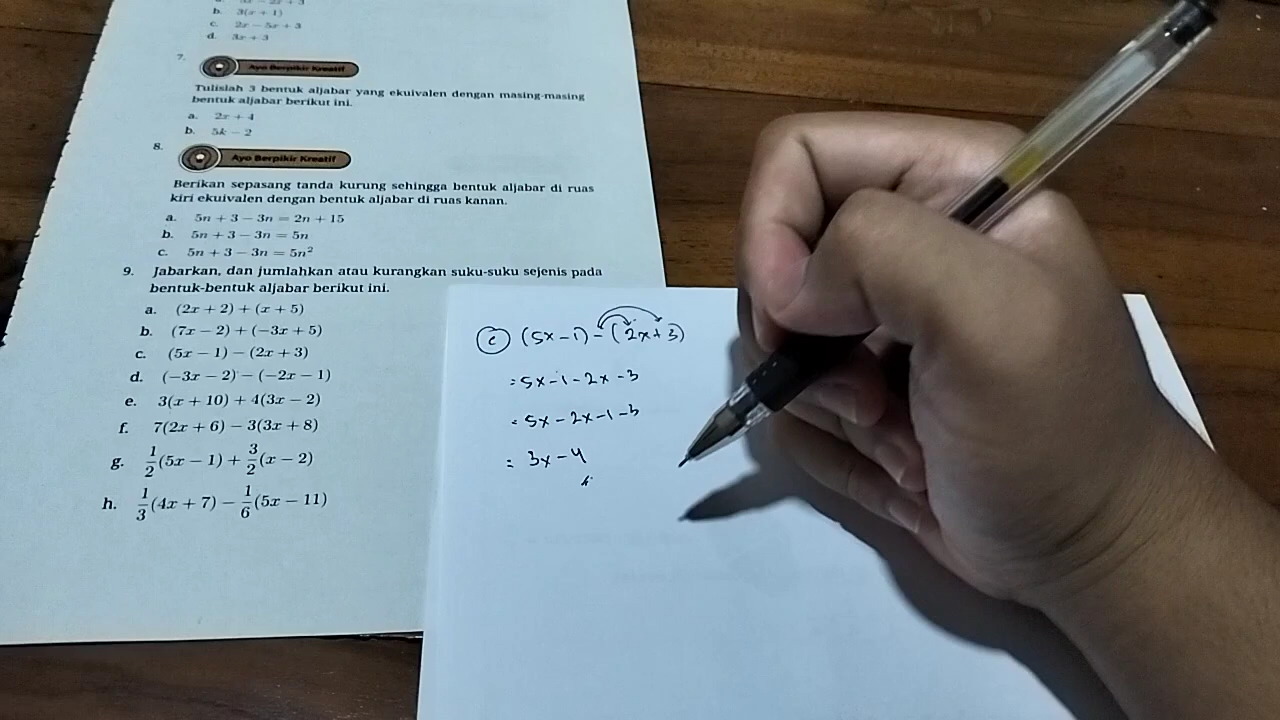 b. 3(x + 1)
c. 2x − 5x + 3
d. 3x + 3
7.
Ayo Berpikir Kreatif
Tulislah 3 bentuk aljabar yang ekuivalen dengan masing-masing
bentuk aljabar berikut ini.
a. 2x + 4
b. 5k − 2
8.
Ayo Berpikir Kreatif
Berikan sepasang tanda kurung sehingga bentuk aljabar di ruas
kiri ekuivalen dengan bentuk aljabar di ruas kanan.
a. 5n + 3 − 3n = 2n + 15
b. 5n + 3 − 3n = 5n
c. 5n + 3 − 3n = 5n²
9. Jabarkan, dan jumlahkan atau kurangkan suku-suku sejenis pada
bentuk-bentuk aljabar berikut ini.
a. (2x + 2) + (x + 5)
b. (7x − 2) + (−3x + 5)
c. (5x − 1) − (2x + 3)
d. (−3x − 2) − (−2x − 1)
e. 3(x + 10) + 4(3x − 2)
f. 7(2x + 6) − 3(3x + 8)
g. 1/2(5x − 1) + 3/2(x − 2)
h. 1/3(4x + 7) − 1/6(5x − 11)
c (5x − 1) − (2x + 3)
= 5x − 1 − 2x − 3
= 5x − 2x − 1 − 3
= 3x − 4